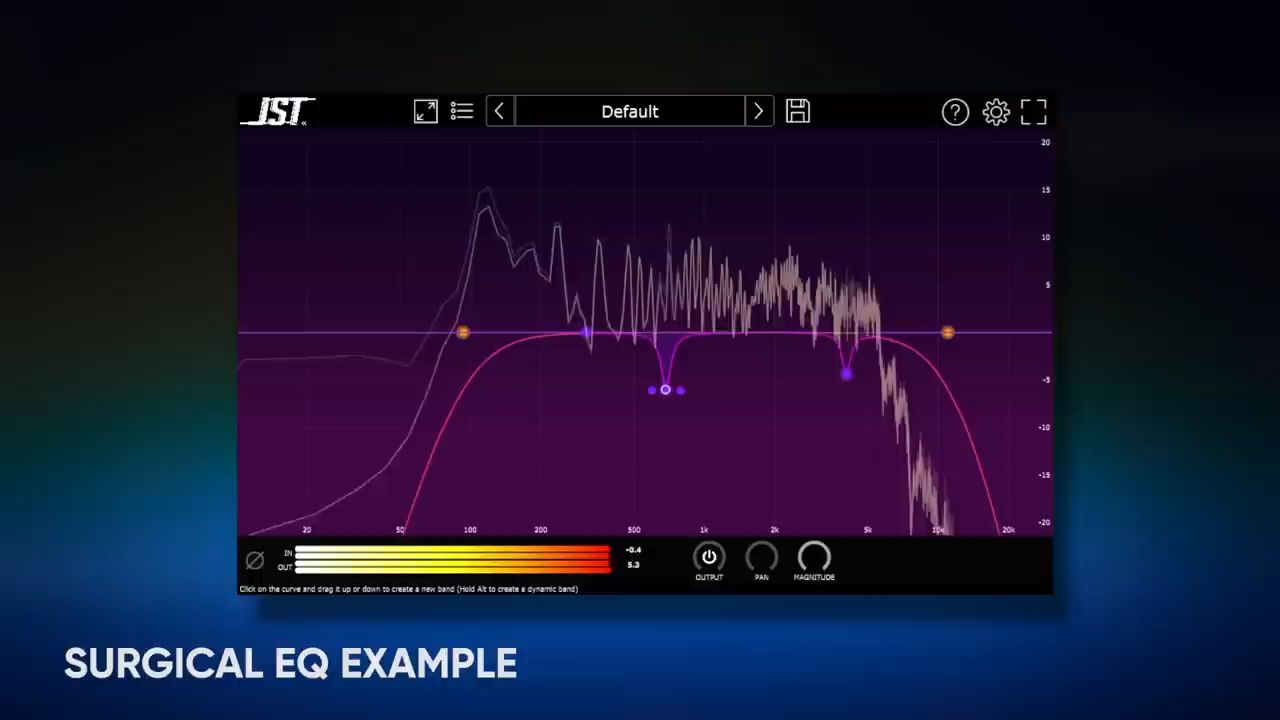 JST
Default
?
20
15
10
5
-5
-10
-15
-20
20 50 100 200 500 1k 2k 5k 10k 20k
IN -0.4
OUT 5.3
OUTPUT PAN MAGNITUDE
Click on the curve and drag it up or down to create a new band (Hold Alt to create a dynamic band)
SURGICAL EQ EXAMPLE